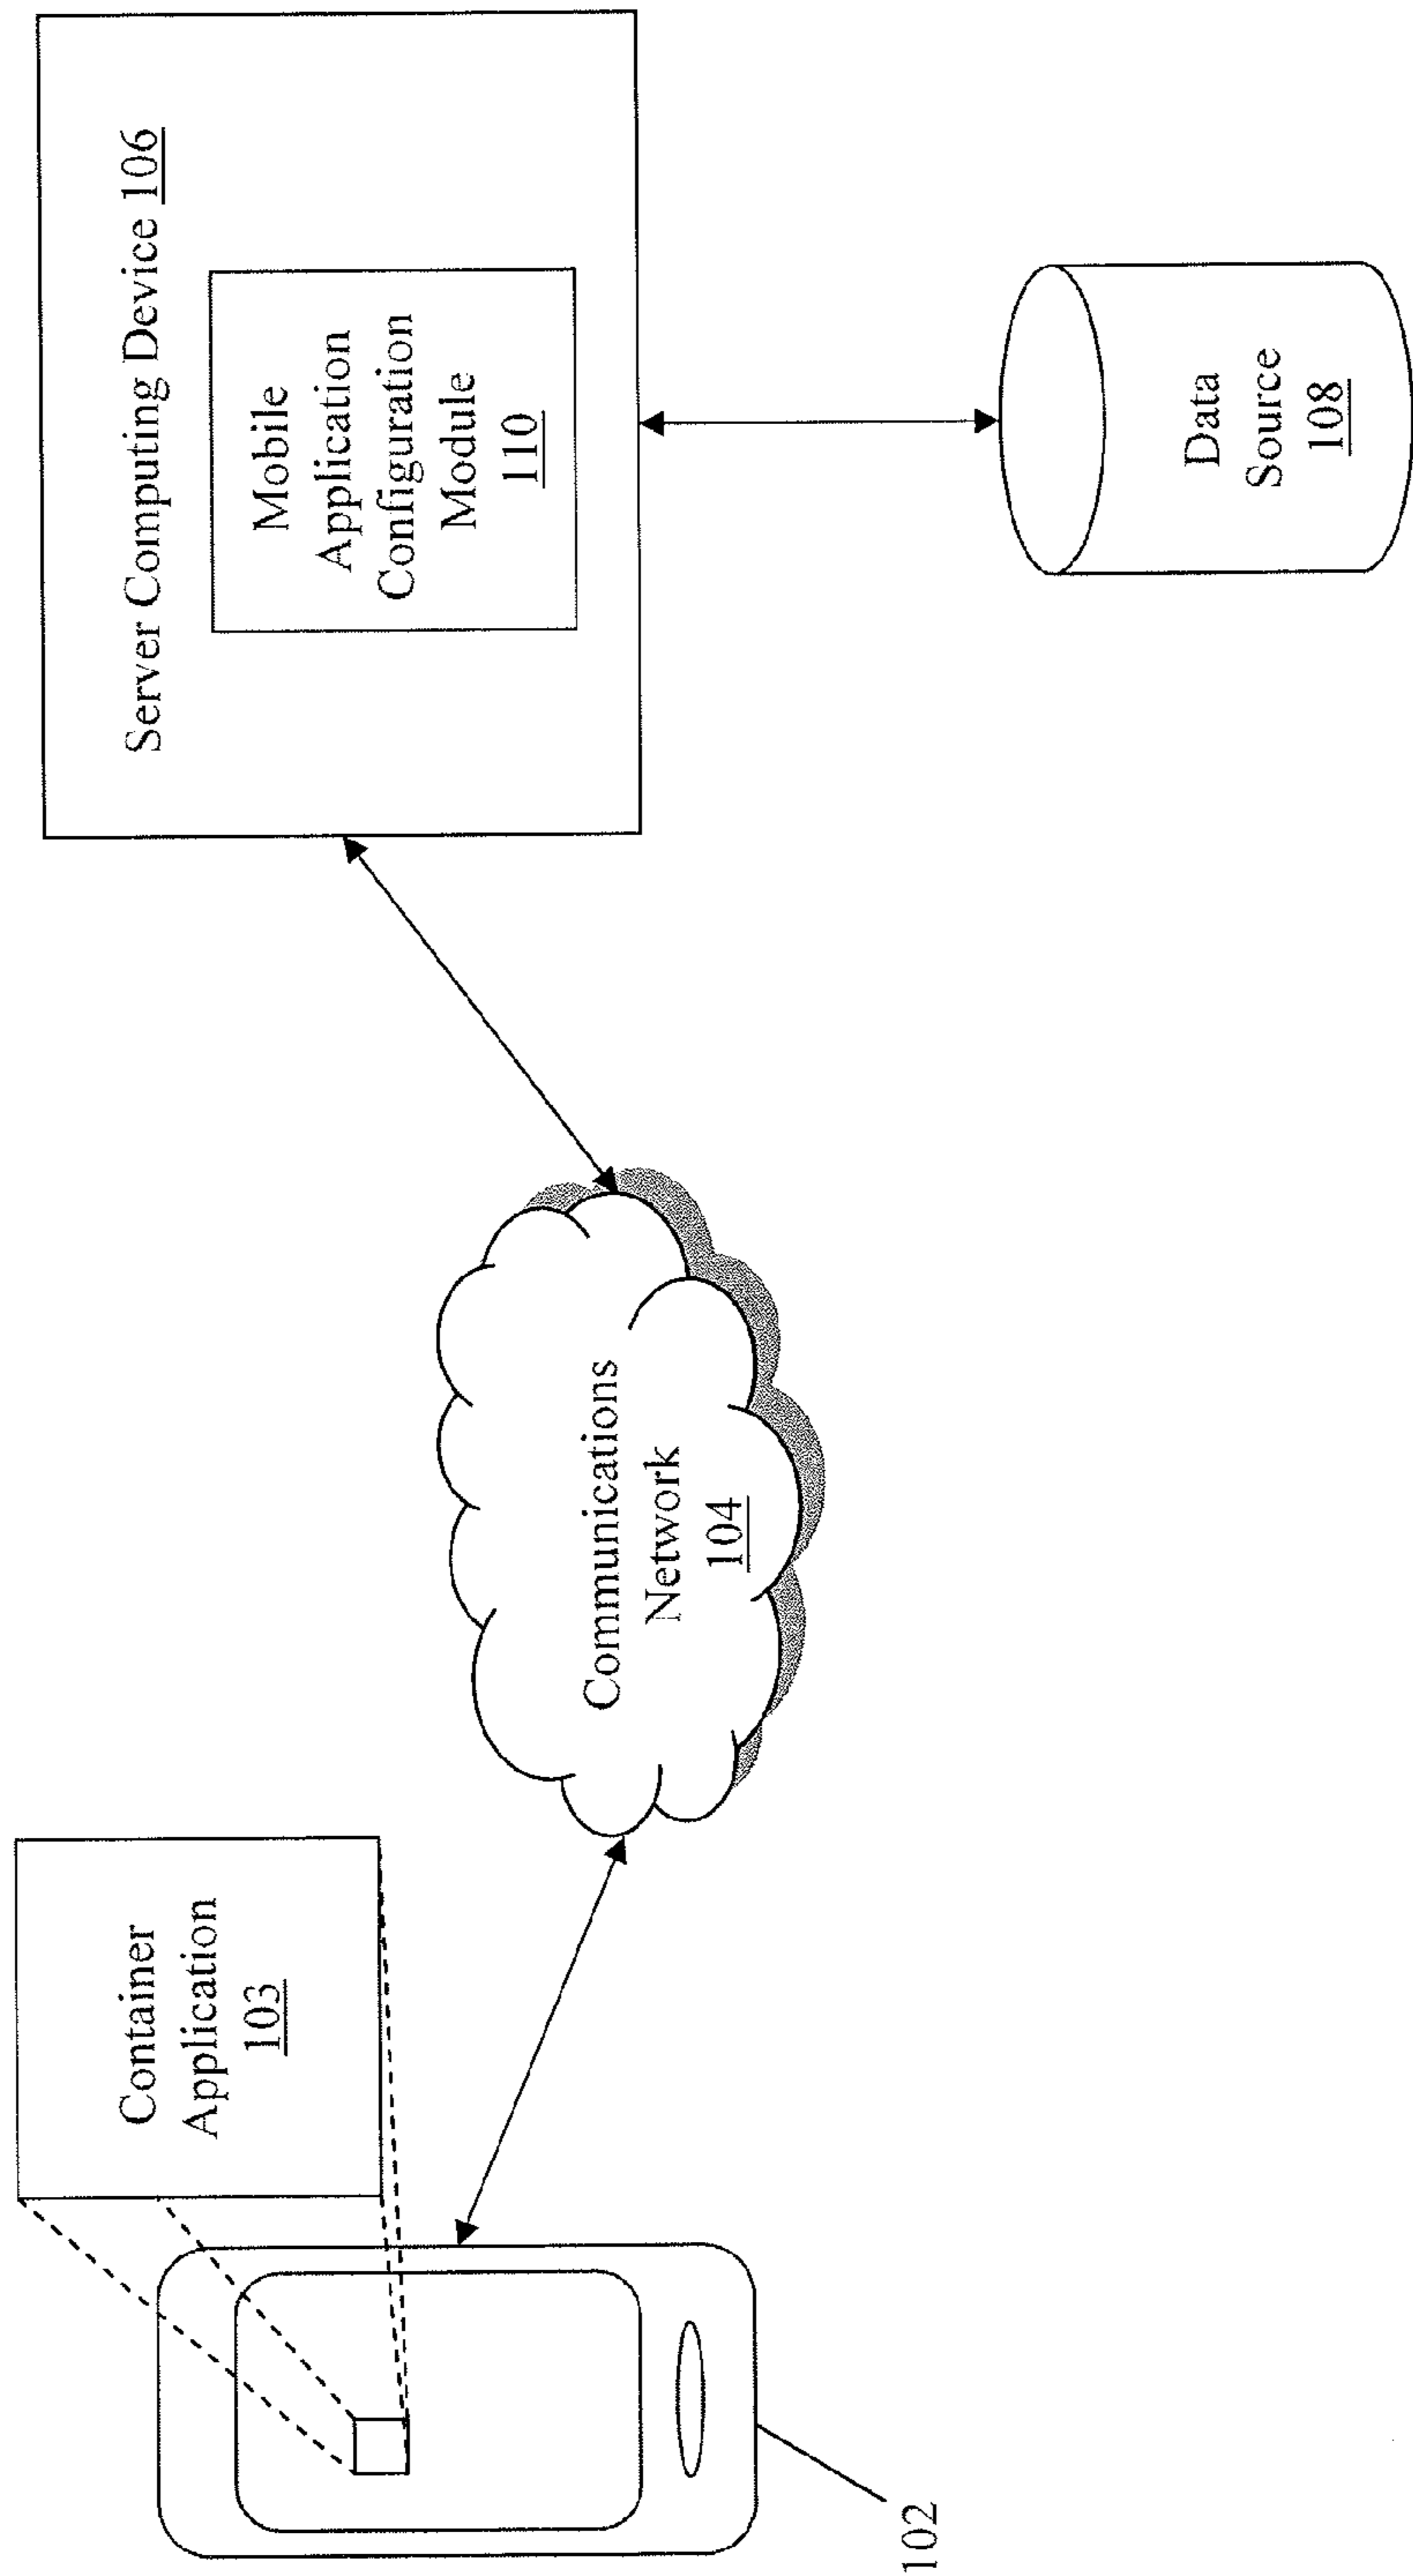 Container
Application
103
102
Communications
Network
104
Server Computing Device 106
Mobile
Application
Configuration
Module
110
Data
Source
108